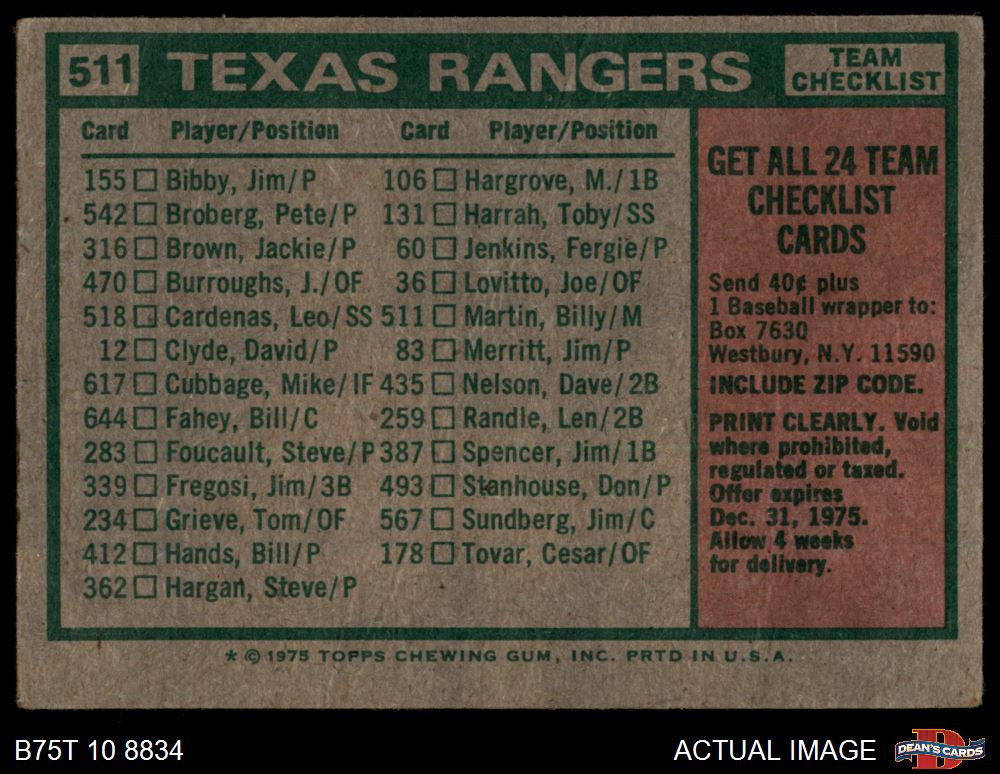 511 TEXAS RANGERS TEAM CHECKLIST
Card Player/Position Card Player/Position
155 Bibby, Jim/P 106 Hargrove, M./1B
542 Broberg, Pete/P 131 Harrah, Toby/SS
316 Brown, Jackie/P 60 Jenkins, Fergie/P
470 Burroughs, J./OF 36 Lovitto, Joe/OF
518 Cardenas, Leo/SS 511 Martin, Billy/M
12 Clyde, David/P 83 Merritt, Jim/P
617 Cubbage, Mike/IF 435 Nelson, Dave/2B
644 Fahey, Bill/C 259 Randle, Len/2B
283 Foucault, Steve/P 387 Spencer, Jim/1B
339 Fregosi, Jim/3B 493 Stanhouse, Don/P
234 Grieve, Tom/OF 567 Sundberg, Jim/C
412 Hands, Bill/P 178 Tovar, Cesar/OF
362 Hargan, Steve/P
GET ALL 24 TEAM
CHECKLIST
CARDS
Send 40¢ plus
1 Baseball wrapper to:
Box 7630
Westbury, N.Y. 11590
INCLUDE ZIP CODE.
PRINT CLEARLY. Void
where prohibited,
regulated or taxed.
Offer expires
Dec. 31, 1975.
Allow 4 weeks
for delivery.
* © 1975 TOPPS CHEWING GUM, INC. PRTD IN U.S.A.
B75T 10 8834 ACTUAL IMAGE DEAN'S CARDS